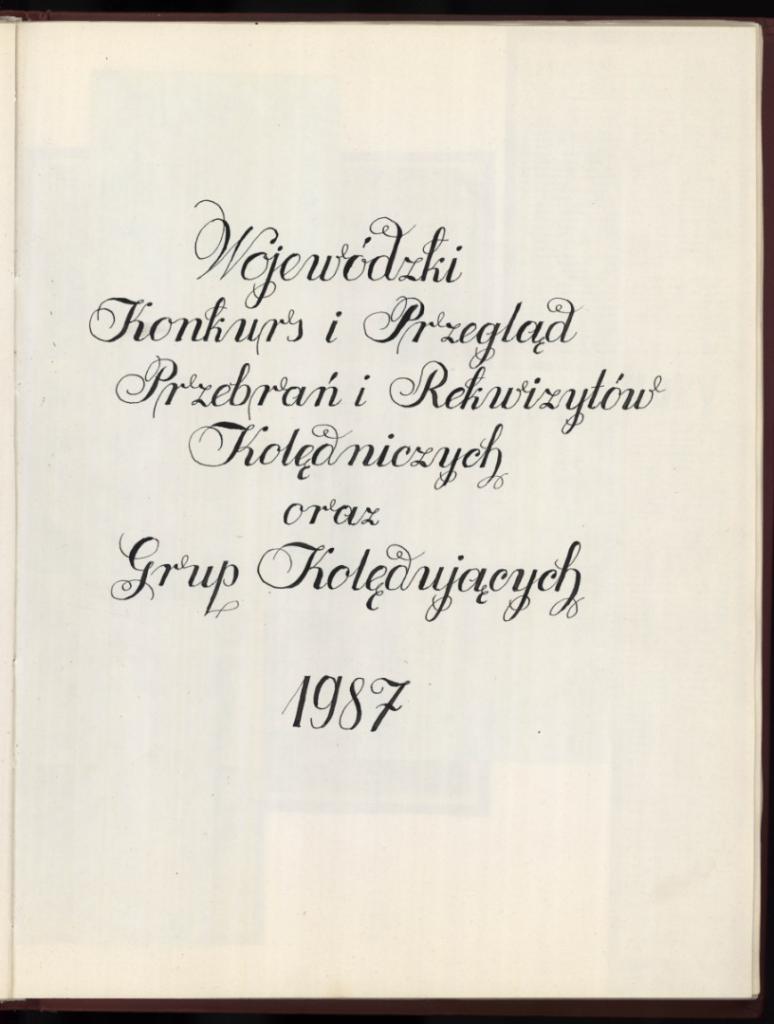 Wojewódzki
Konkurs i Przegląd
Przebrań i Rekwizytów
Kolędniczych
oraz
Grup Kolędujących
1987